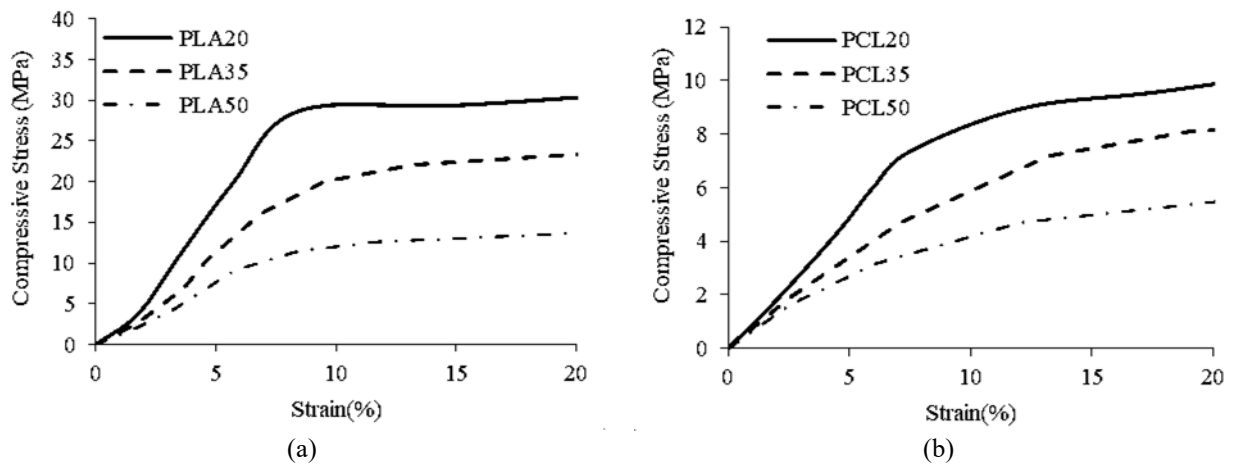 40
35
30
25
20
15
10
5
0
Compressive Stress (MPa)
PLA20
PLA35
PLA50
0 5 10 15 20
Strain(%)
(a)
12
10
8
6
4
2
0
Compressive Stress (MPa)
PCL20
PCL35
PCL50
0 5 10 15 20
Strain(%)
(b)